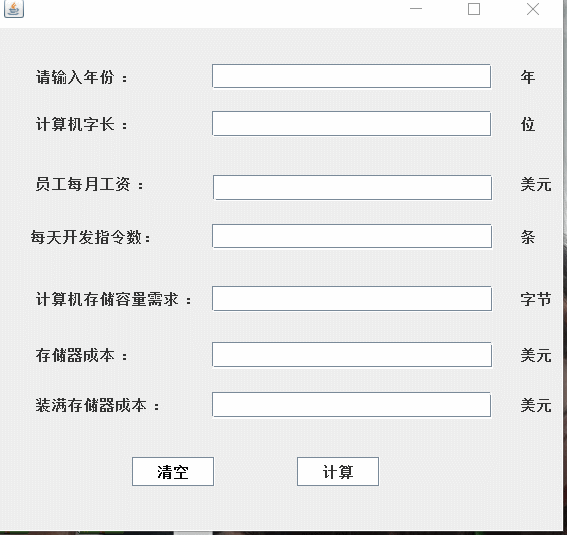 请输入年份 : 年
计算机字长 : 位
员工每月工资 : 美元
每天开发指令数: 条
计算机存储容量需求 : 字节
存储器成本 : 美元
装满存储器成本 : 美元
清空 计算